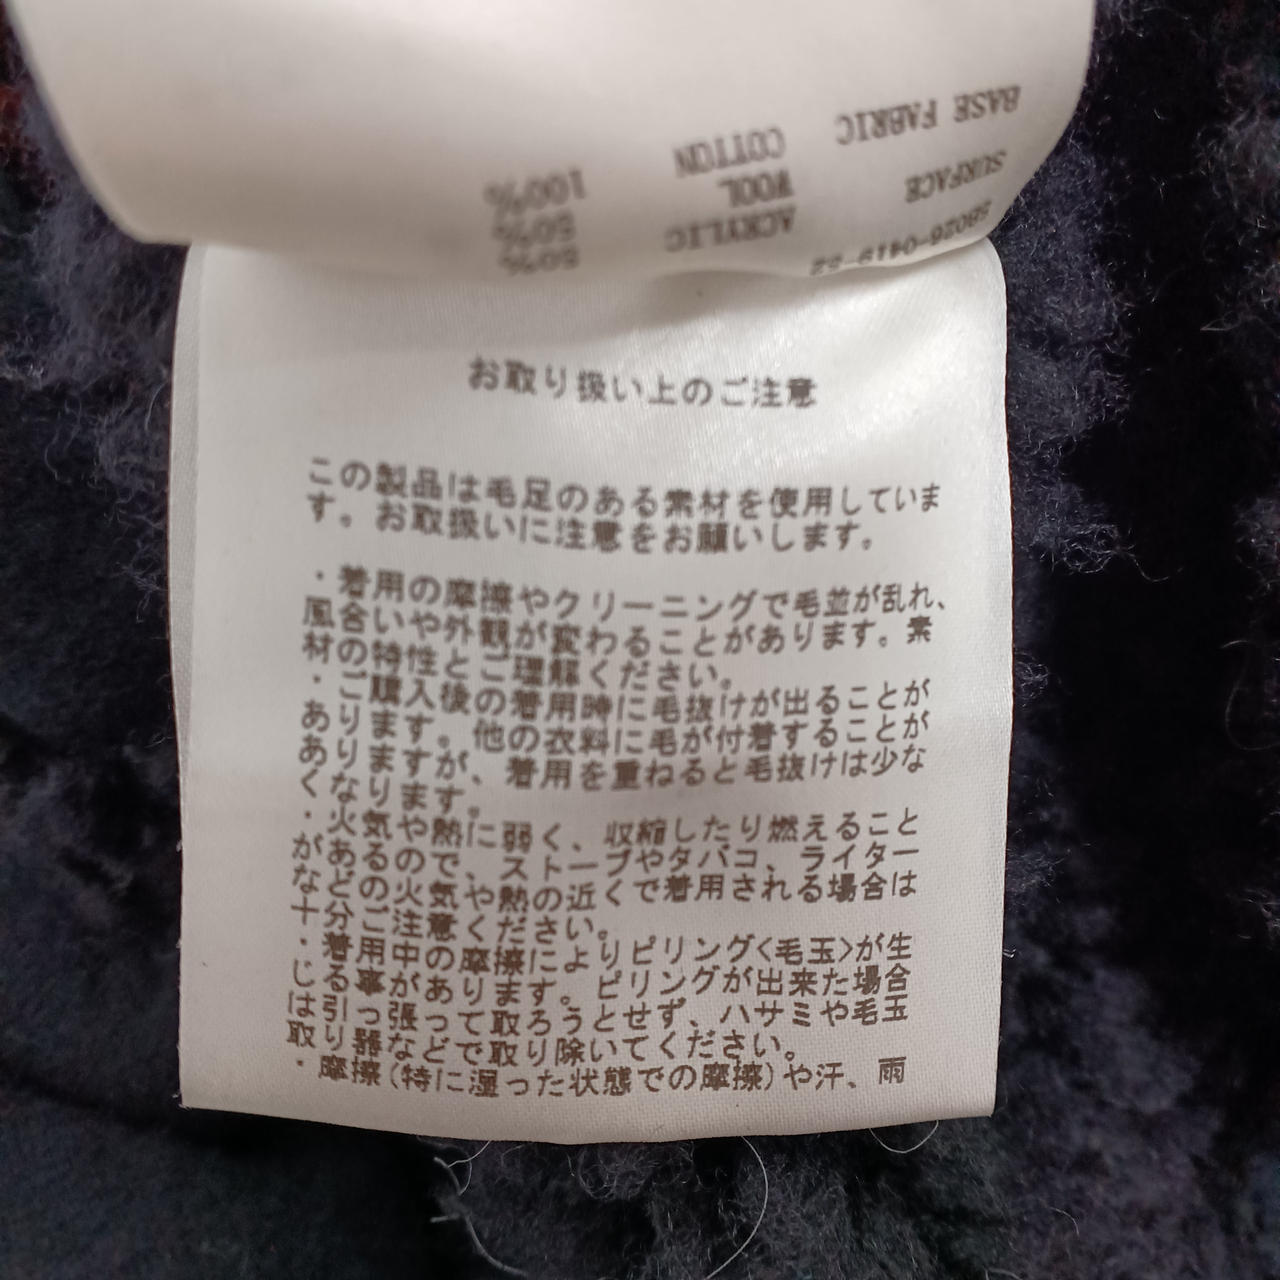 BASE FABRIC
COTTON 100%
SURFACE WOOL 50%
ACRYLIC 50%
お取り扱い上のご注意
この製品は毛足のある素材を使用していま
す。お取扱いに注意をお願いします。
・着用の摩擦やクリーニングで毛並が乱れ、
風合いや外観が変わることがあります。素
材の特性とご理解ください。
・ご購入後の着用時に毛抜けが出ることが
あります。他の衣料に毛が付着することが
ありますが、着用を重ねると毛抜けは少な
くなります。
・火気や熱に弱く、収縮したり燃えること
があるので、ストーブやタバコ、ライター
などの火気や熱の近くで着用される場合は
十分ご注意ください。
・着用中の摩擦によりピリング<毛玉>が生
じる事があります。ピリングが出来た場合
は引っ張って取ろうとせず、ハサミや毛玉
取り器などで取り除いてください。
・摩擦(特に湿った状態での摩擦)や汗、雨